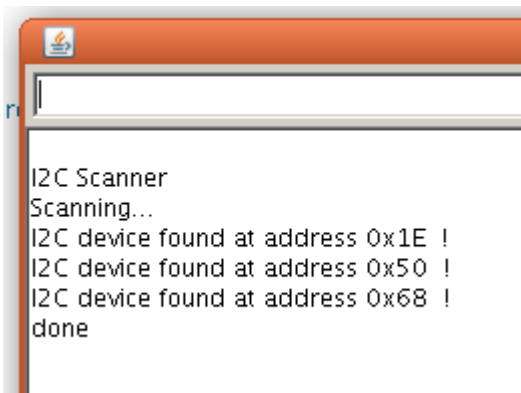 I2C Scanner
Scanning...
I2C device found at address 0x1E !
I2C device found at address 0x50 !
I2C device found at address 0x68 !
done